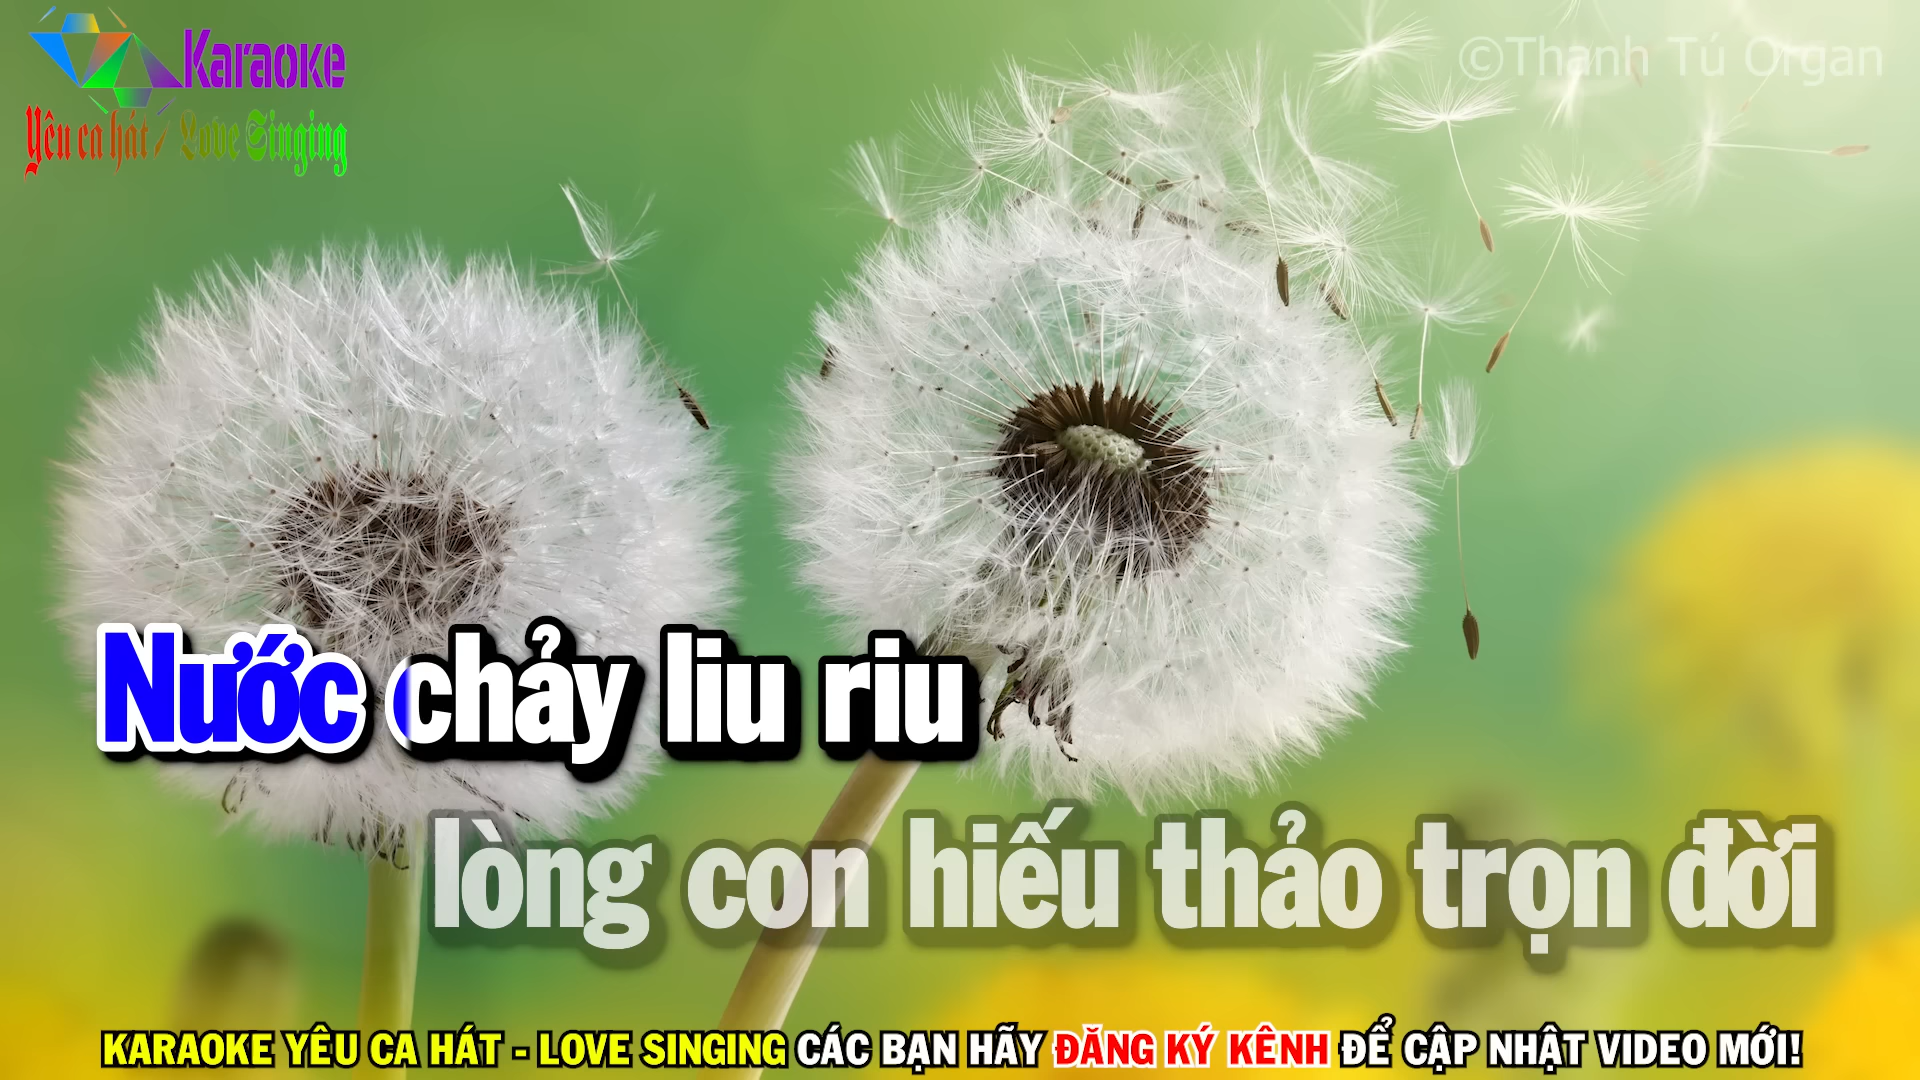 Karaoke
Yêu ca hát / Love Singing
©Thanh Tú Organ
Nước chảy liu riu
lòng con hiếu thảo trọn đời
KARAOKE YÊU CA HÁT - LOVE SINGING CÁC BẠN HÃY ĐĂNG KÝ KÊNH ĐỂ CẬP NHẬT VIDEO MỚI!